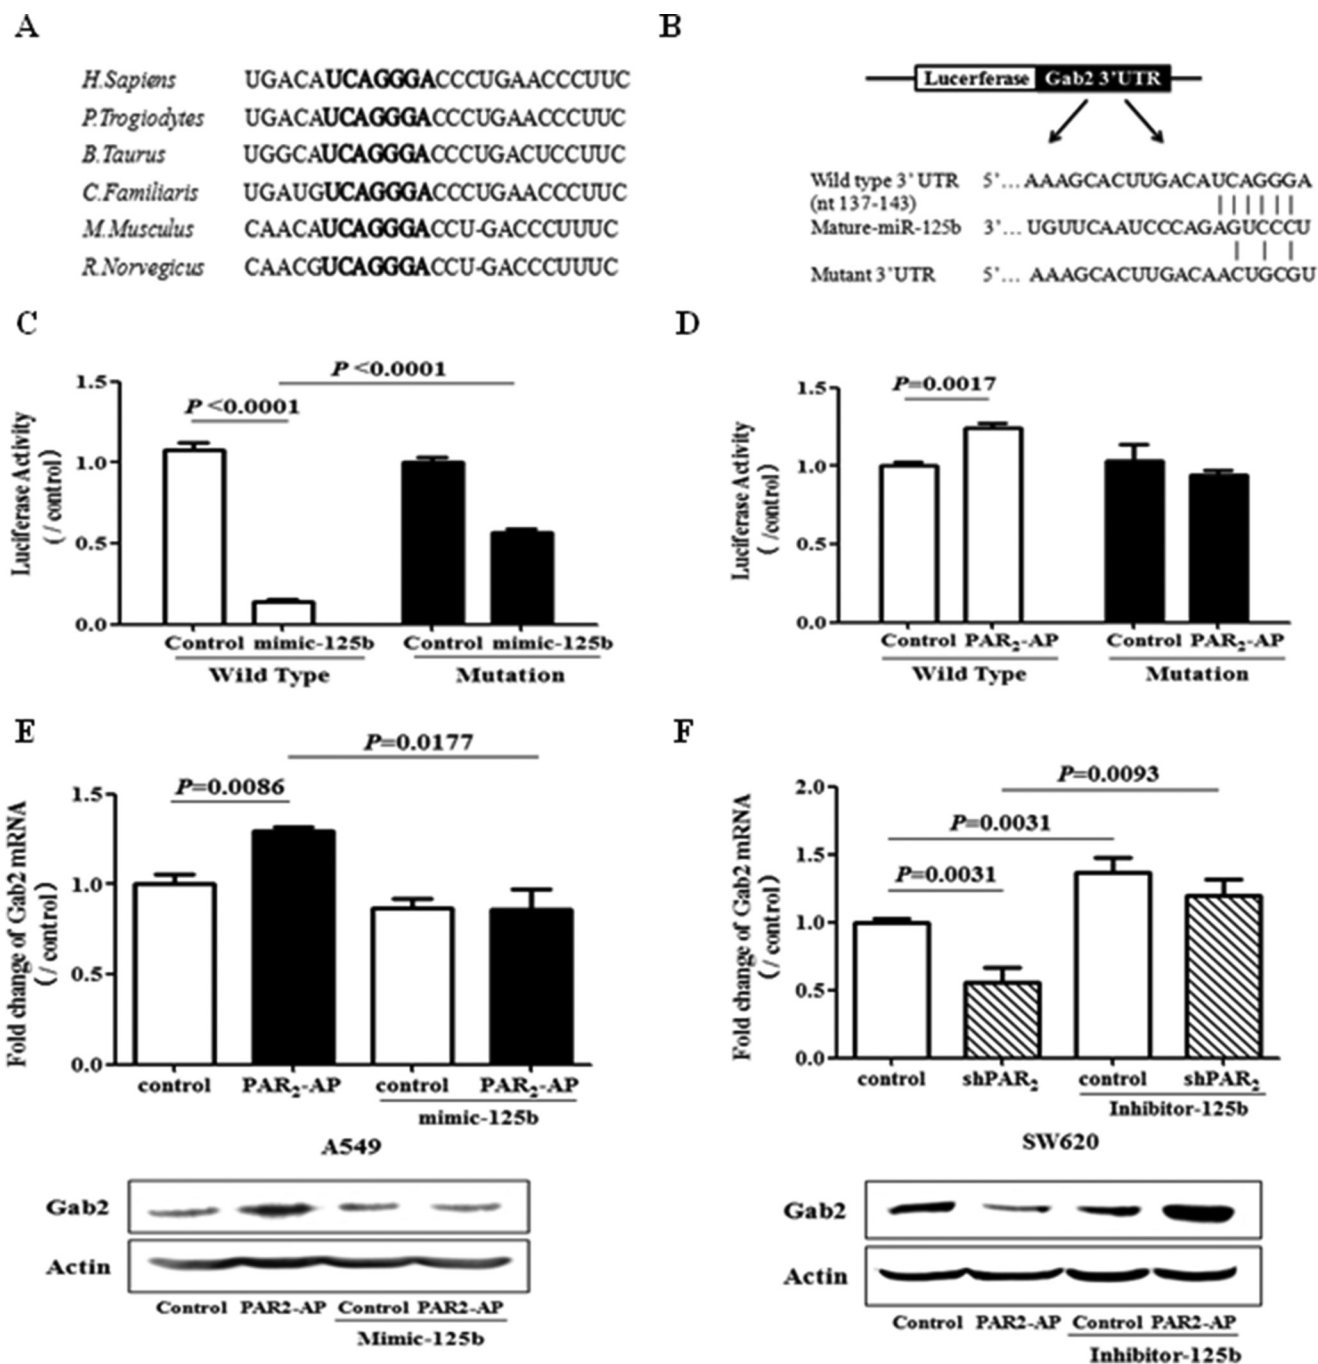 A
H.Sapiens UGACAUCAGGGACCCUGAACCCUUC
P.Trogiodytes UGACAUCAGGGACCCUGAACCCUUC
B.Taurus UGGCAUCAGGGACCCUGACUCCUUC
C.Familiaris UGAUGUCAGGGACCCUGAACCCUUC
M.Musculus CAACAUCAGGGACCU-GACCCUUUC
R.Norvegicus CAACGUCAGGGACCU-GACCCUUUC
B
Lucerferase Gab2 3'UTR
Wild type 3' UTR 5'... AAAGCACUUGACAUCAGGGA
(nt 137-143)
Mature-miR-125b 3'... UGUUCAAUCCCAGAGUCCCU
Mutant 3'UTR 5'... AAAGCACUUGACAACUGCGU
C
P <0.0001
P <0.0001
Luciferase Activity
( / control)
1.5
1.0
0.5
0.0
Control mimic-125b Control mimic-125b
Wild Type Mutation
D
P=0.0017
Luciferase Activity
( /control)
1.5
1.0
0.5
0.0
Control PAR2-AP Control PAR2-AP
Wild Type Mutation
E
P=0.0177
P=0.0086
Fold change of Gab2 mRNA
( / control)
1.5
1.0
0.5
0.0
control PAR2-AP control PAR2-AP
mimic-125b
A549
Gab2
Actin
Control PAR2-AP Control PAR2-AP
Mimic-125b
F
P=0.0093
P=0.0031
P=0.0031
Fold change of Gab2 mRNA
( / control)
2.0
1.5
1.0
0.5
0.0
control shPAR2 control shPAR2
Inhibitor-125b
SW620
Gab2
Actin
Control PAR2-AP Control PAR2-AP
Inhibitor-125b